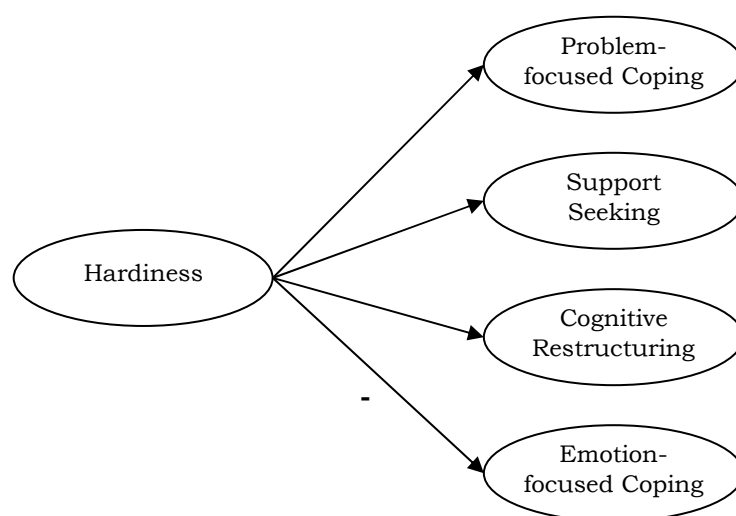 Problem-
focused Coping
Support
Seeking
Hardiness
Cognitive
Restructuring
-
Emotion-
focused Coping